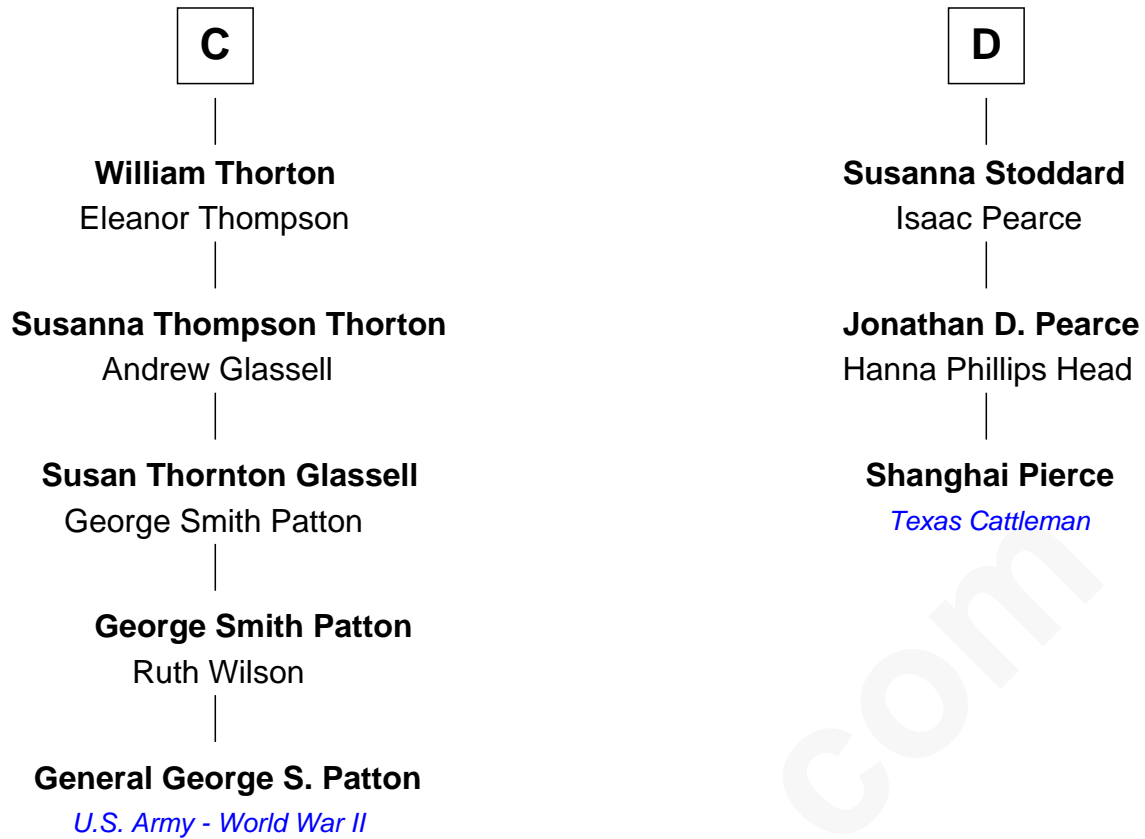 C
William Thorton
Eleanor Thompson
Susanna Thompson Thorton
Andrew Glassell
Susan Thornton Glassell
George Smith Patton
George Smith Patton
Ruth Wilson
General George S. Patton
U.S. Army - World War II
D
Susanna Stoddard
Isaac Pearce
Jonathan D. Pearce
Hanna Phillips Head
Shanghai Pierce
Texas Cattleman
com